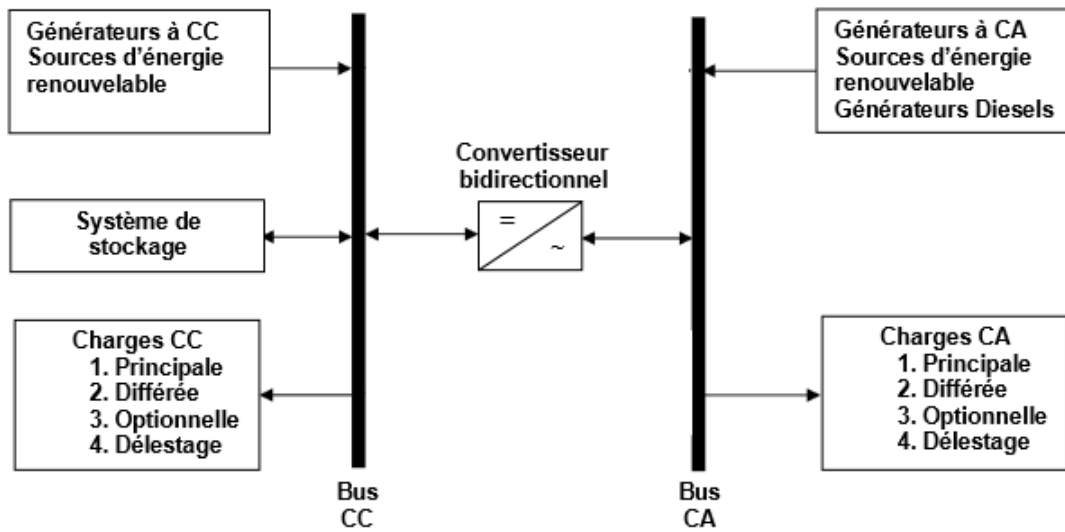 Générateurs à CC
Sources d'énergie
renouvelable
Générateurs à CA
Sources d'énergie
renouvelable
Générateurs Diesels
Convertisseur
bidirectionnel
=
~
Système de
stockage
Charges CC
1. Principale
2. Différée
3. Optionnelle
4. Délestage
Charges CA
1. Principale
2. Différée
3. Optionnelle
4. Délestage
Bus
CC
Bus
CA